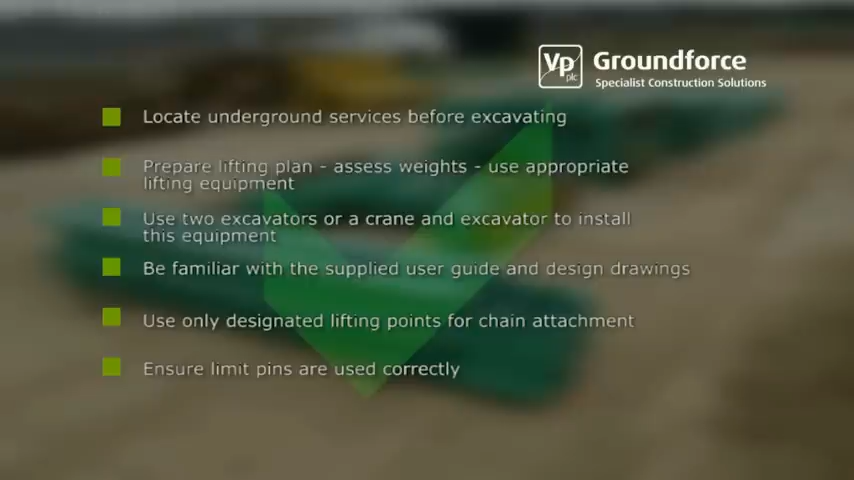 Vp plc
Groundforce
Specialist Construction Solutions
Locate underground services before excavating
Prepare lifting plan - assess weights - use appropriate
lifting equipment
Use two excavators or a crane and excavator to install
this equipment
Be familiar with the supplied user guide and design drawings
Use only designated lifting points for chain attachment
Ensure limit pins are used correctly